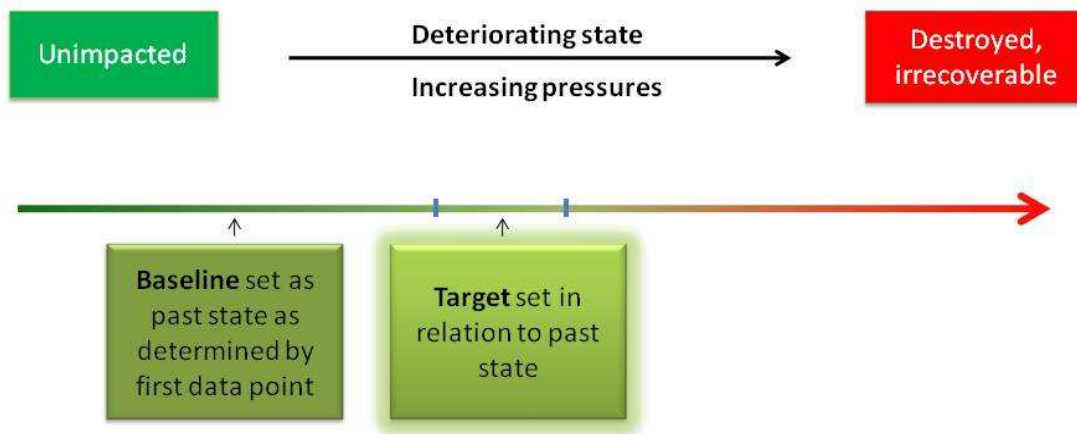 Unimpacted
Deteriorating state
Increasing pressures
Destroyed,
irrecoverable
Baseline set as
past state as
determined by
first data point
Target set in
relation to past
state